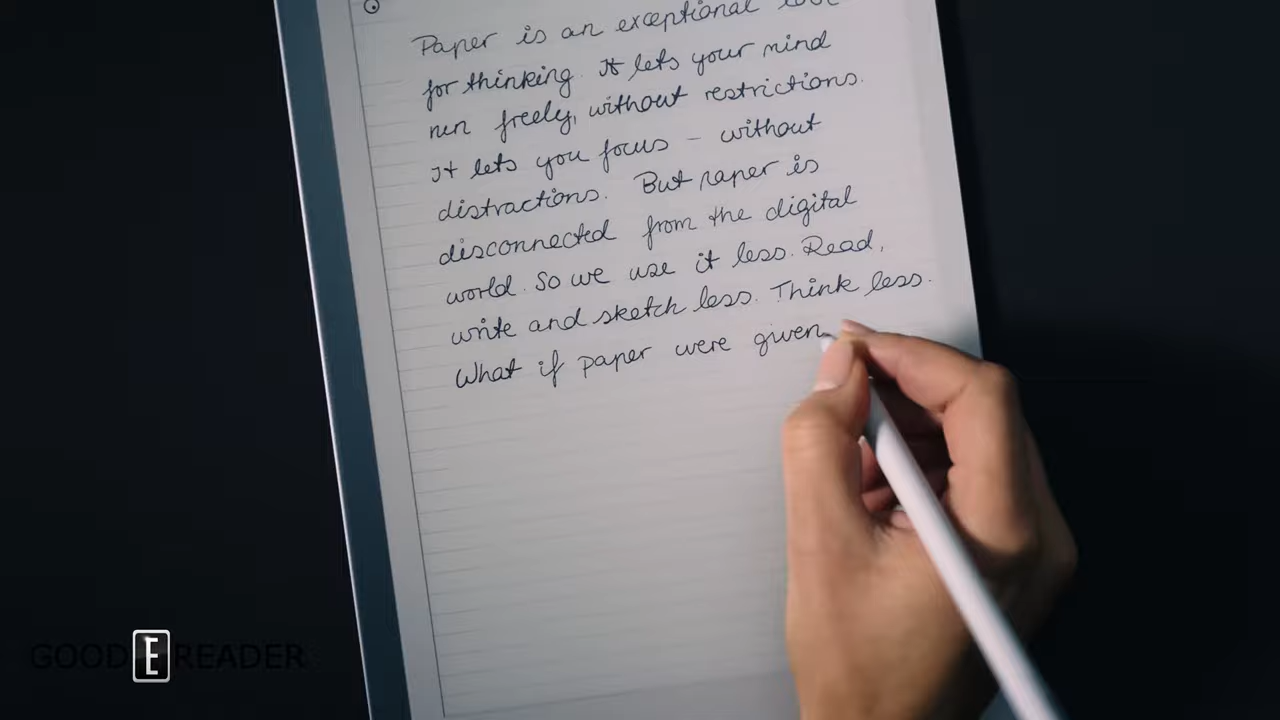 Paper is an exceptional
for thinking. It lets your mind
run freely, without restrictions.
It lets you focus – without
distractions. But paper is
disconnected from the digital
world. So we use it less. Read,
write and sketch less. Think less.
What if paper were given
GOOD E READER